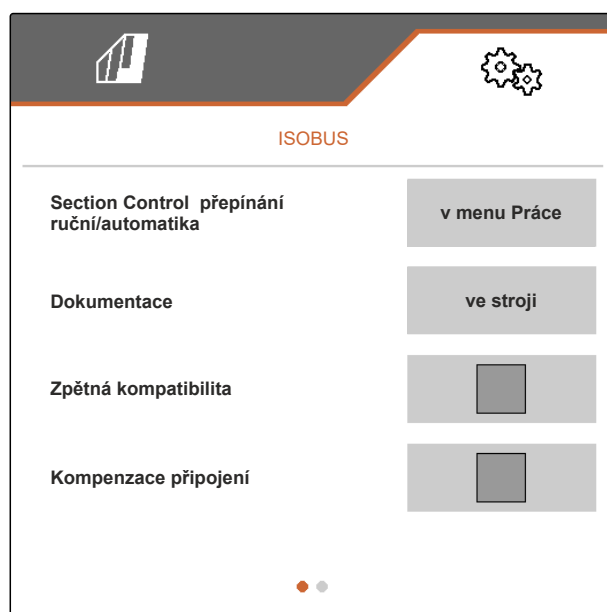 ISOBUS
Section Control přepínání
ruční/automatika
v menu Práce
Dokumentace
ve stroji
Zpětná kompatibilita
Kompenzace připojení